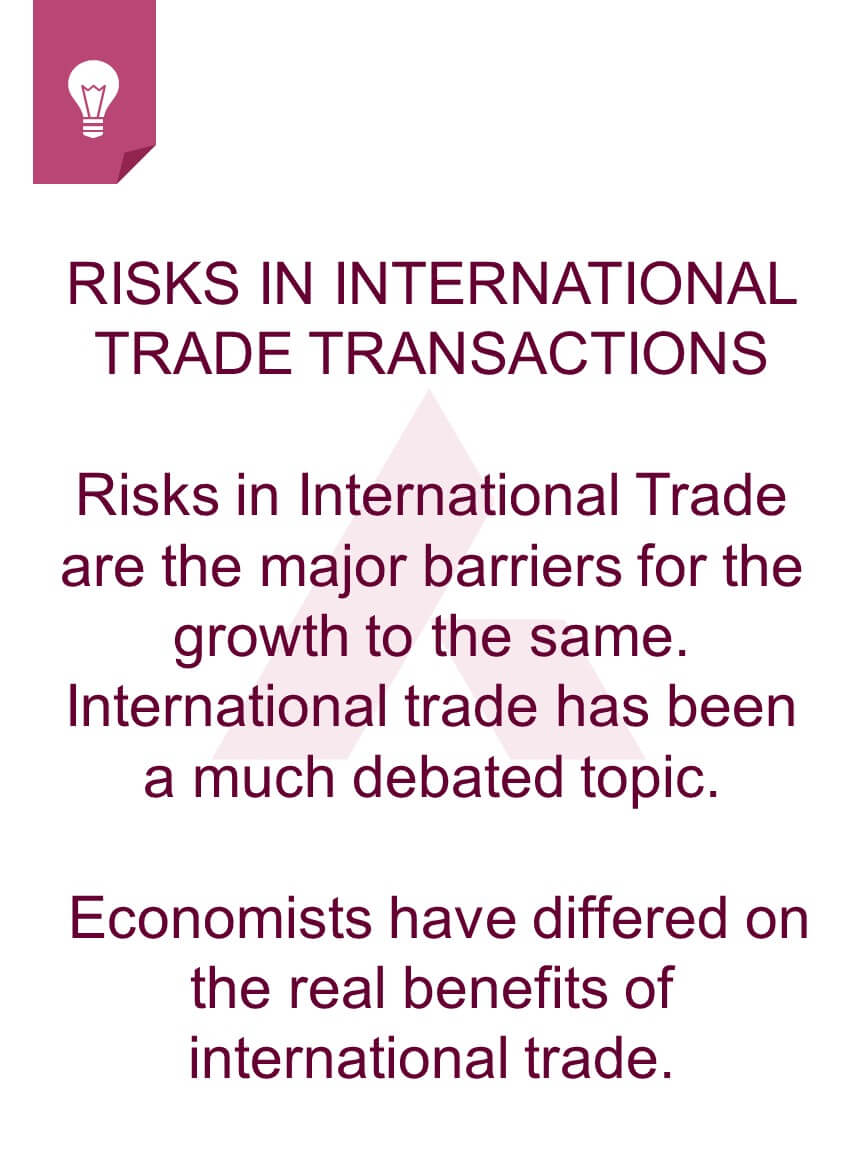 RISKS IN INTERNATIONAL
TRADE TRANSACTIONS
Risks in International Trade
are the major barriers for the
growth to the same.
International trade has been
a much debated topic.
Economists have differed on
the real benefits of
international trade.